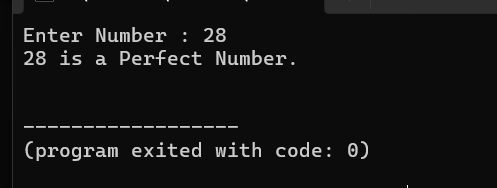 Enter Number : 28
28 is a Perfect Number.
------------------
(program exited with code: 0)